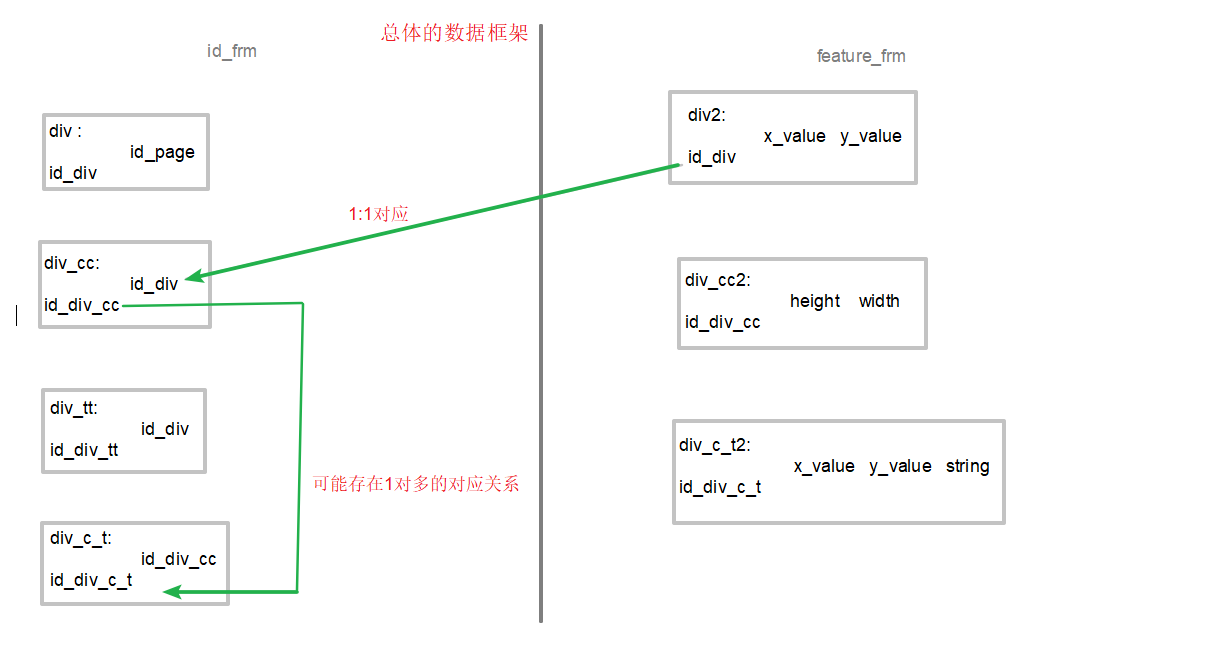 总体的数据框架
id_frm
feature_frm
div :
id_page
id_div
div2:
x_value y_value
id_div
1:1对应
div_cc:
id_div
id_div_cc
div_cc2:
height width
id_div_cc
div_tt:
id_div
id_div_tt
div_c_t2:
x_value y_value string
id_div_c_t
可能存在1对多的对应关系
div_c_t:
id_div_cc
id_div_c_t